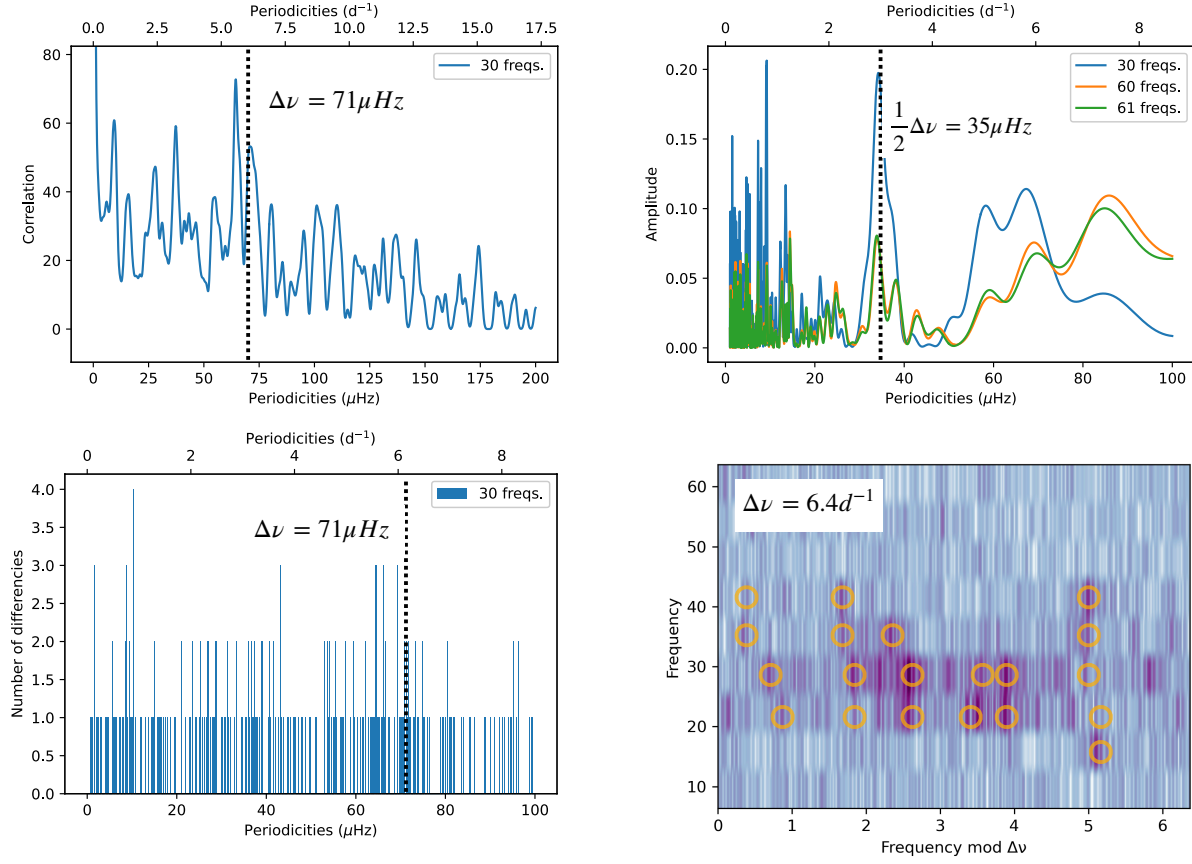 Periodicities (d⁻¹)
0.0 2.5 5.0 7.5 10.0 12.5 15.0 17.5
80
60
40
20
0
Correlation
30 freqs.
Δν = 71μHz
0 25 50 75 100 125 150 175 200
Periodicities (μHz)
Periodicities (d⁻¹)
0 2 4 6 8
0.20
0.15
0.10
0.05
0.00
Amplitude
30 freqs.
60 freqs.
61 freqs.
1/2 Δν = 35μHz
0 20 40 60 80 100
Periodicities (μHz)
Periodicities (d⁻¹)
0 2 4 6 8
4.0
3.5
3.0
2.5
2.0
1.5
1.0
0.5
0.0
Number of differencies
30 freqs.
Δν = 71μHz
0 20 40 60 80 100
Periodicities (μHz)
60
50
40
30
20
10
Frequency
Δν = 6.4d⁻¹
0 1 2 3 4 5 6
Frequency mod Δν